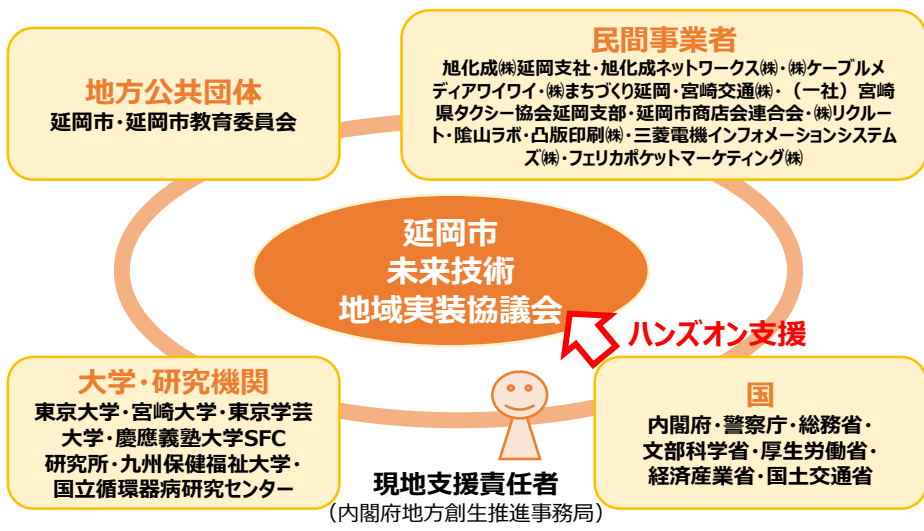 地方公共団体
延岡市・延岡市教育委員会
民間事業者
旭化成㈱延岡支社・旭化成ネットワークス㈱・㈱ケーブルメ
ディアワイワイ・㈱まちづくり延岡・宮崎交通㈱・（一社）宮崎
県タクシー協会延岡支部・延岡市商店会連合会・㈱リクルー
ト・陰山ラボ・凸版印刷㈱・三菱電機インフォメーションシステム
ズ㈱・フェリカポケットマーケティング㈱
延岡市
未来技術
地域実装協議会
ハンズオン支援
大学・研究機関
東京大学・宮崎大学・東京学芸
大学・慶應義塾大学SFC
研究所・九州保健福祉大学・
国立循環器病研究センター
現地支援責任者
（内閣府地方創生推進事務局）
国
内閣府・警察庁・総務省・
文部科学省・厚生労働省・
経済産業省・国土交通省